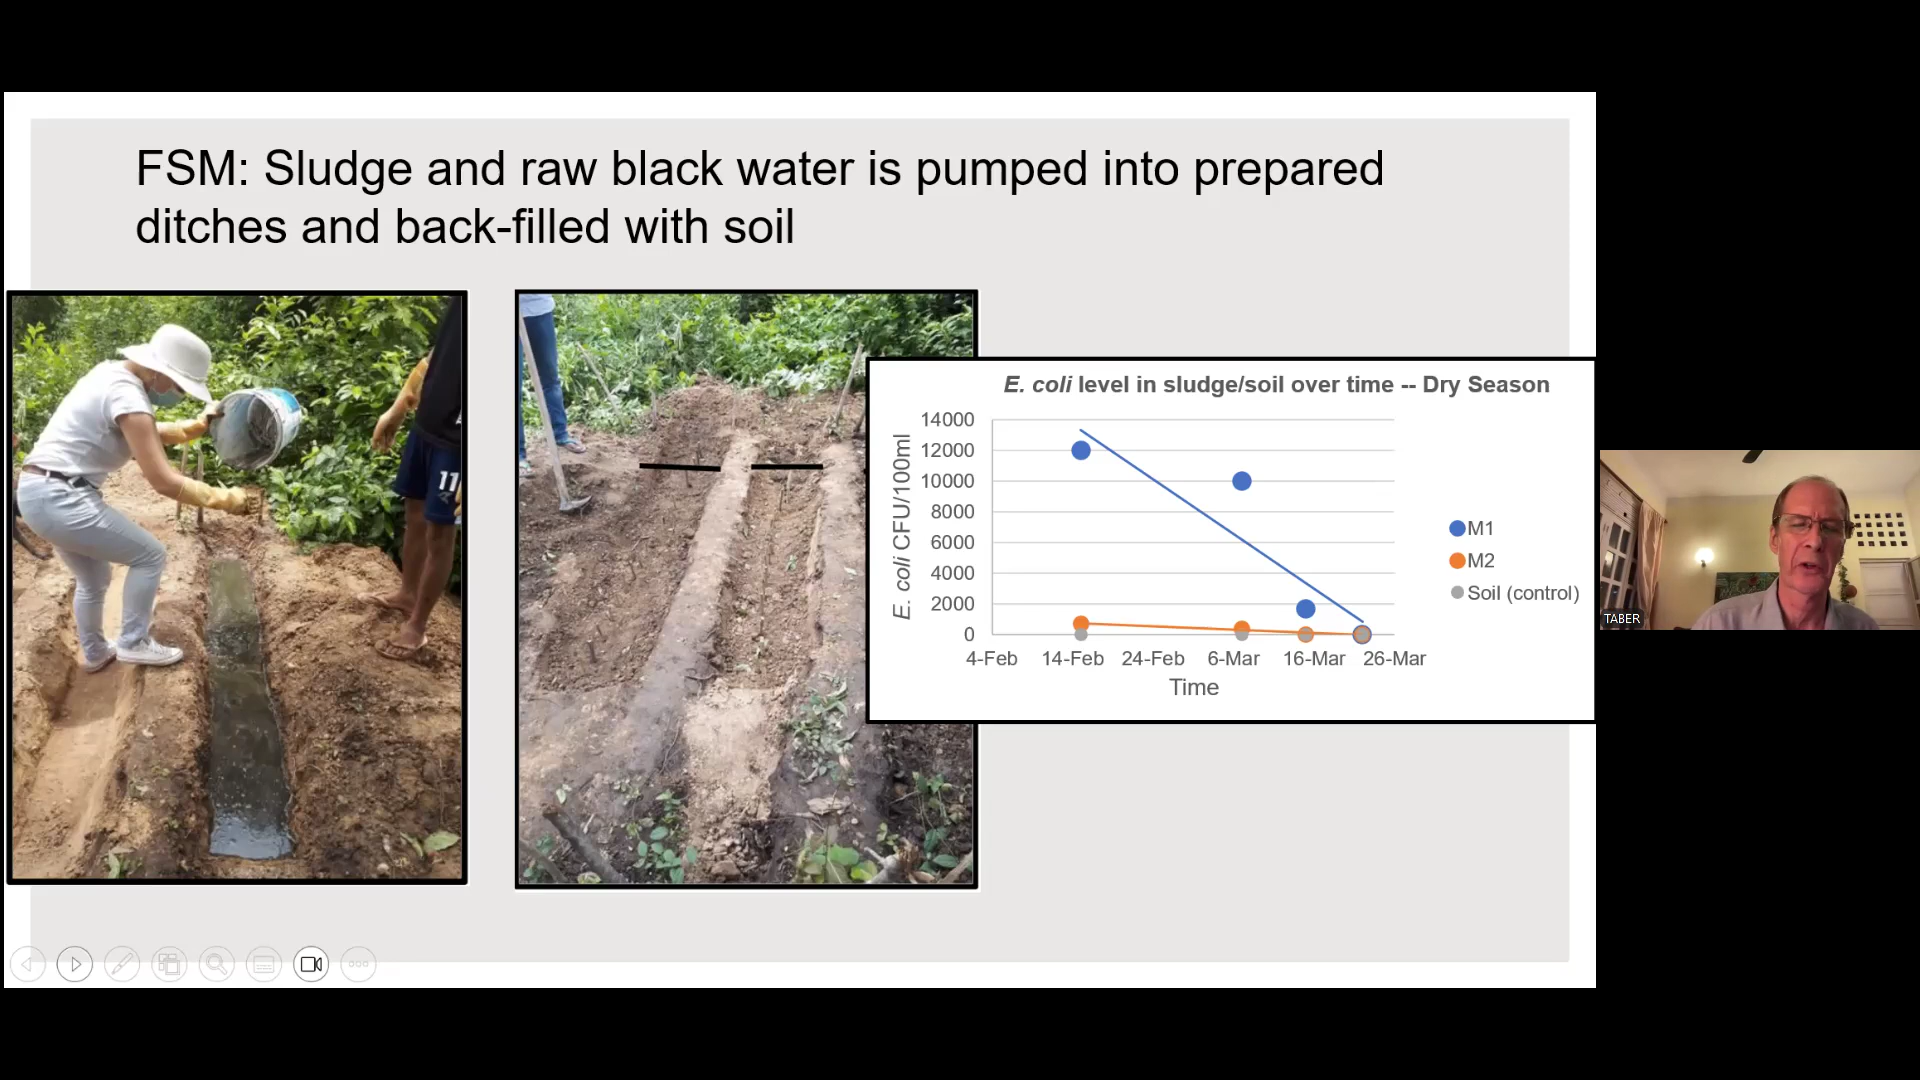 FSM: Sludge and raw black water is pumped into prepared
ditches and back-filled with soil
11
E. coli level in sludge/soil over time -- Dry Season
E. coli CFU/100ml
14000
12000
10000
8000
6000
4000
2000
0
4-Feb 14-Feb 24-Feb 6-Mar 16-Mar 26-Mar
Time
M1
M2
Soil (control)
TABER